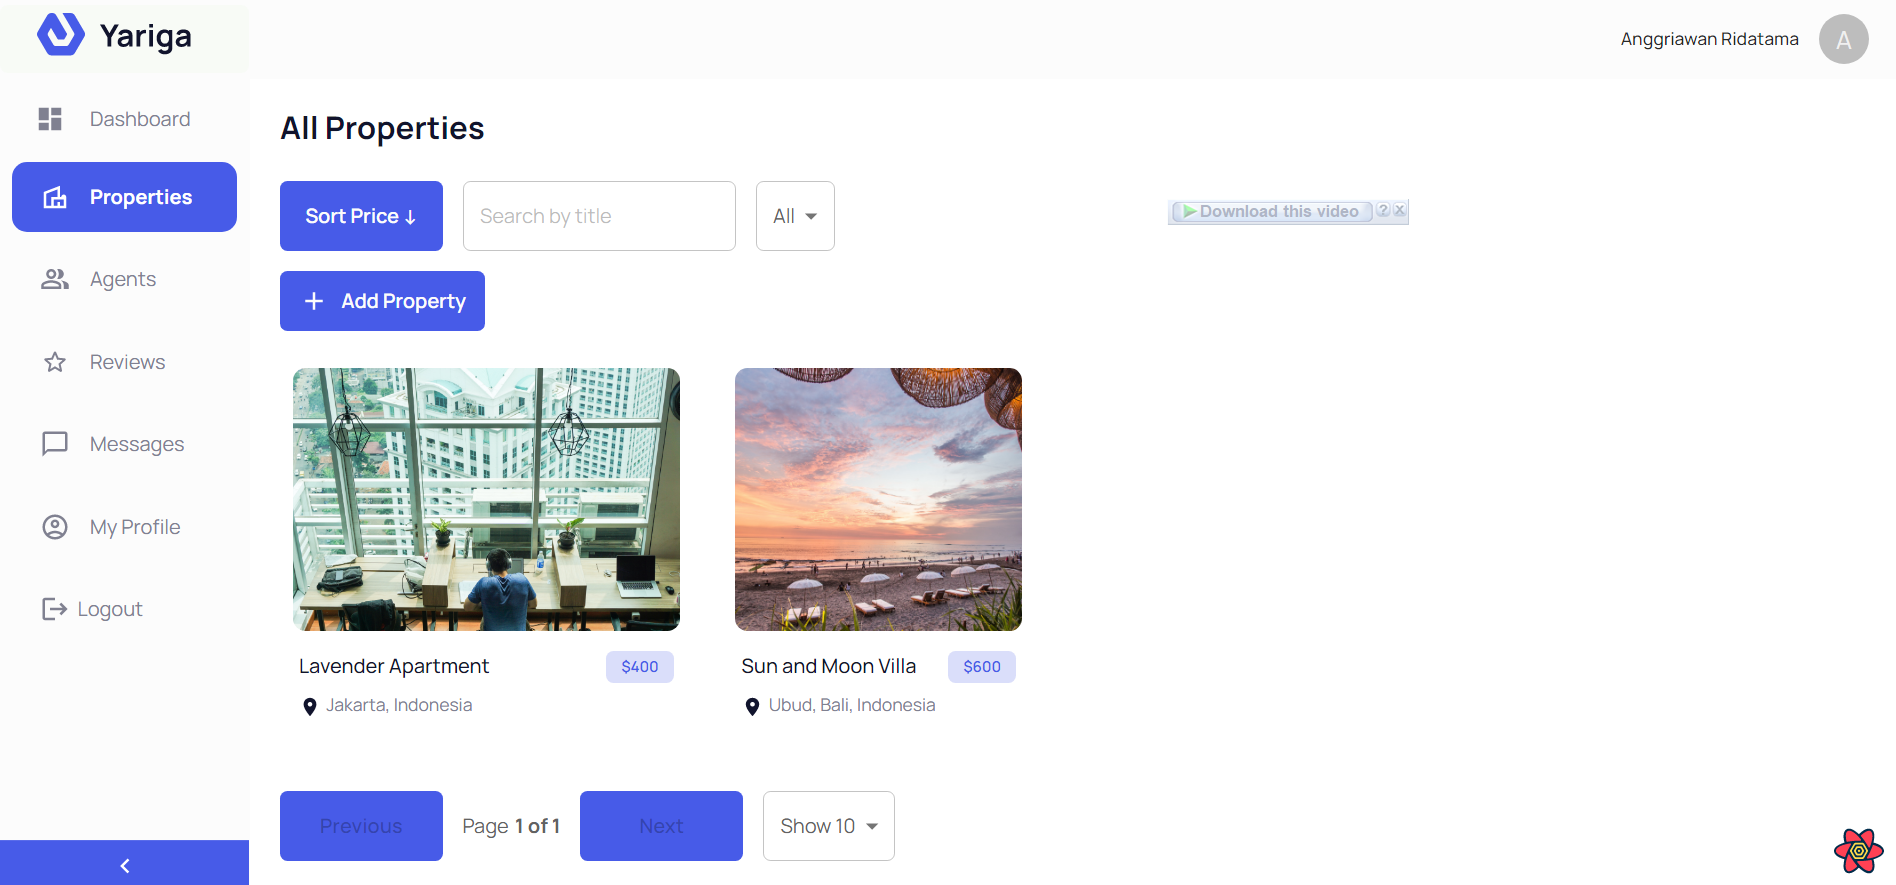 Yariga
Anggriawan Ridatama
A
Dashboard
Properties
Agents
Reviews
Messages
My Profile
Logout
All Properties
Sort Price ↓
Search by title
All
Download this video ? x
+ Add Property
Lavender Apartment
$400
Jakarta, Indonesia
Sun and Moon Villa
$600
Ubud, Bali, Indonesia
Previous
Page 1 of 1
Next
Show 10